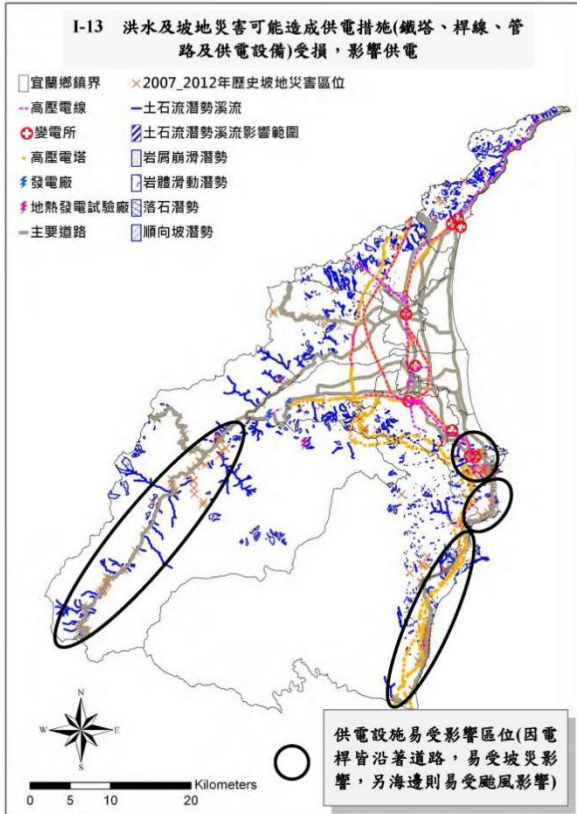 I-13 洪水及坡地災害可能造成供電措施(鐵塔、桿線、管
路及供電設備)受損，影響供電
宜蘭鄉鎮界
2007_2012年歷史坡地災害區位
高壓電線
土石流潛勢溪流
變電所
土石流潛勢溪流影響範圍
高壓電塔
岩屑崩滑潛勢
發電廠
岩體滑動潛勢
地熱發電試驗廠
落石潛勢
主要道路
順向坡潛勢
N
W
E
S
供電設施易受影響區位(因電
桿皆沿著道路，易受坡災影
響，另海邊則易受颱風影響)
Kilometers
0 5 10 20